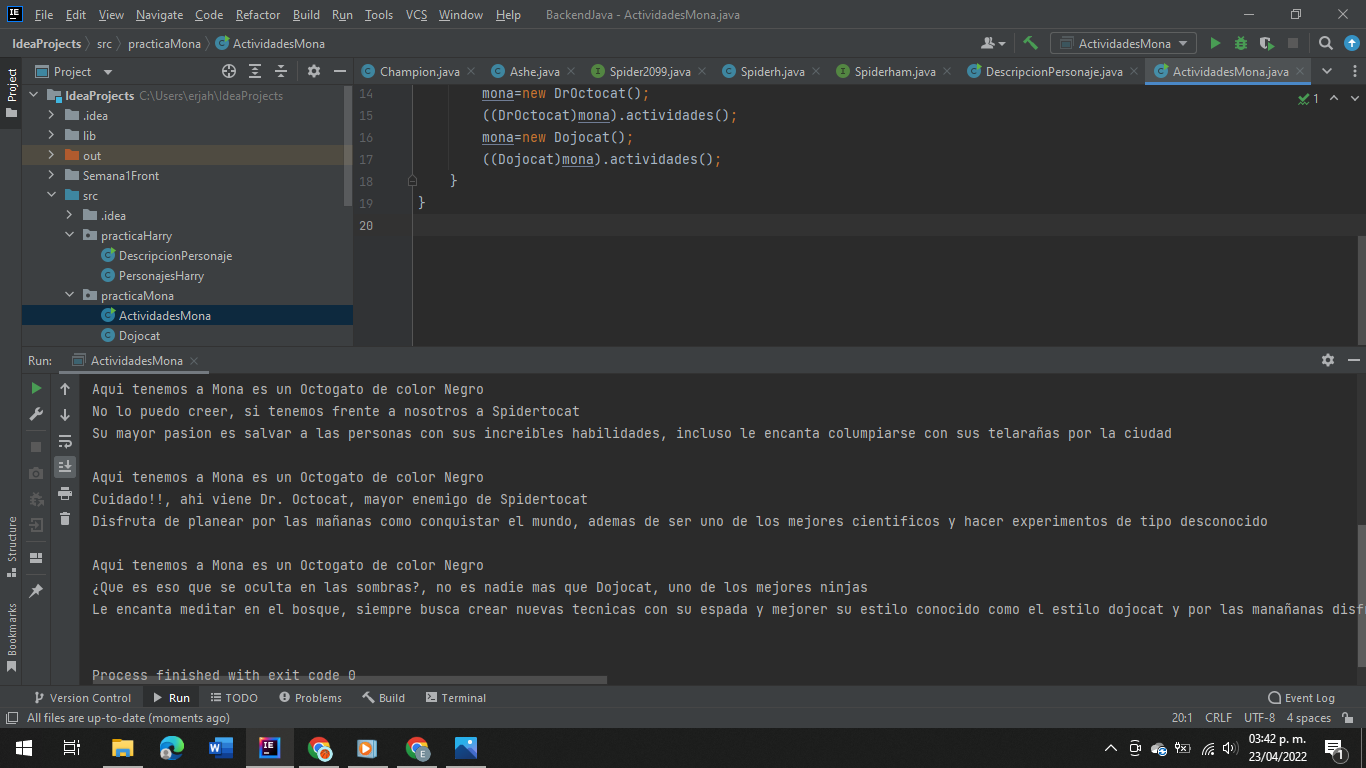 File Edit View Navigate Code Refactor Build Run Tools VCS Window Help BackendJava - ActividadesMona.java
IdeaProjects src practicaMona ActividadesMona ActividadesMona
Project Champion.java Ashe.java Spider2099.java Spiderh.java Spiderham.java DescripcionPersonaje.java ActividadesMona.java
Project
IdeaProjects C:\Users\erjah\IdeaProjects
.idea
lib
out
Semana1Front
src
.idea
practicaHarry
DescripcionPersonaje
PersonajesHarry
practicaMona
ActividadesMona
Dojocat
14 mona=new DrOctocat();
1
15 ((DrOctocat)mona).actividades();
16 mona=new Dojocat();
17 ((Dojocat)mona).actividades();
18 }
19 }
20
Run: ActividadesMona
Aqui tenemos a Mona es un Octogato de color Negro
No lo puedo creer, si tenemos frente a nosotros a Spidertocat
Su mayor pasion es salvar a las personas con sus increibles habilidades, incluso le encanta columpiarse con sus telarañas por la ciudad
Aqui tenemos a Mona es un Octogato de color Negro
Cuidado!!, ahi viene Dr. Octocat, mayor enemigo de Spidertocat
Disfruta de planear por las mañanas como conquistar el mundo, ademas de ser uno de los mejores cientificos y hacer experimentos de tipo desconocido
Aqui tenemos a Mona es un Octogato de color Negro
¿Que es eso que se oculta en las sombras?, no es nadie mas que Dojocat, uno de los mejores ninjas
Le encanta meditar en el bosque, siempre busca crear nuevas tecnicas con su espada y mejorer su estilo conocido como el estilo dojocat y por las manañanas disf
Process finished with exit code 0
Structure
Bookmarks
Version Control Run TODO Problems Build Terminal Event Log
All files are up-to-date (moments ago) 20:1 CRLF UTF-8 4 spaces
03:42 p. m.
23/04/2022
1